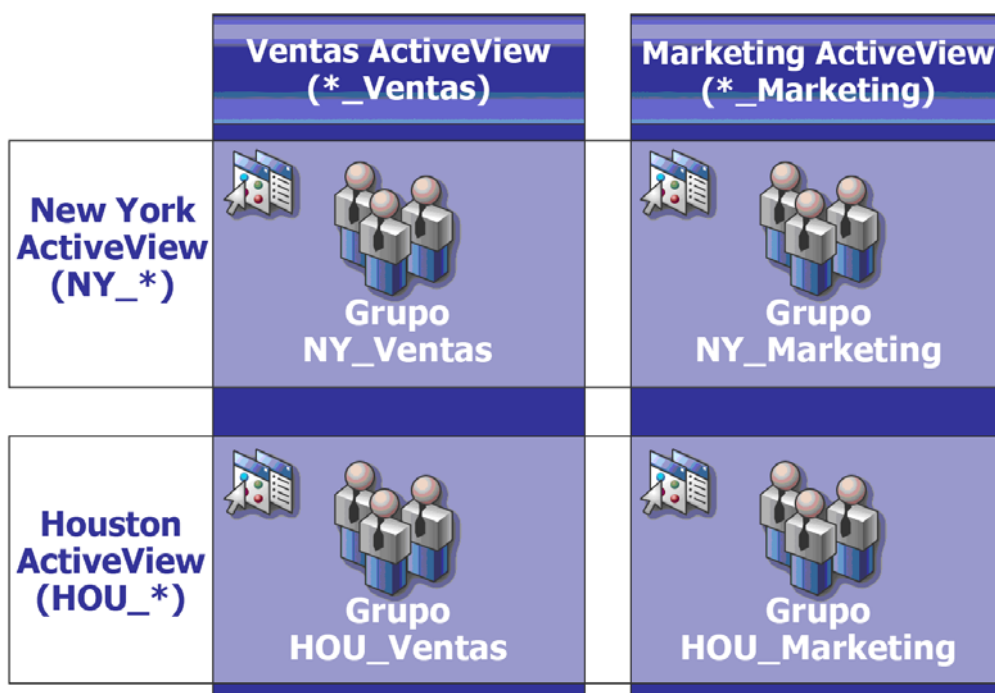 Ventas ActiveView
(*_Ventas)
Marketing ActiveView
(*_Marketing)
New York
ActiveView
(NY_*)
Grupo
NY_Ventas
Grupo
NY_Marketing
Houston
ActiveView
(HOU_*)
Grupo
HOU_Ventas
Grupo
HOU_Marketing